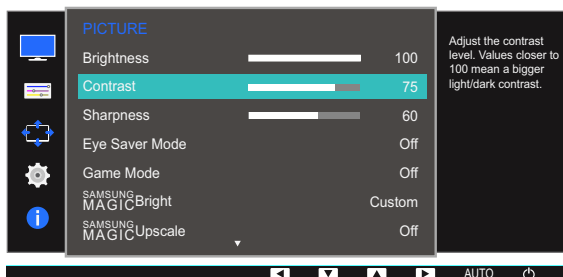 PICTURE
Brightness 100
Contrast 75
Sharpness 60
Eye Saver Mode Off
Game Mode Off
SAMSUNG MAGIC Bright Custom
SAMSUNG MAGIC Upscale Off
Adjust the contrast
level. Values closer to
100 mean a bigger
light/dark contrast.
AUTO